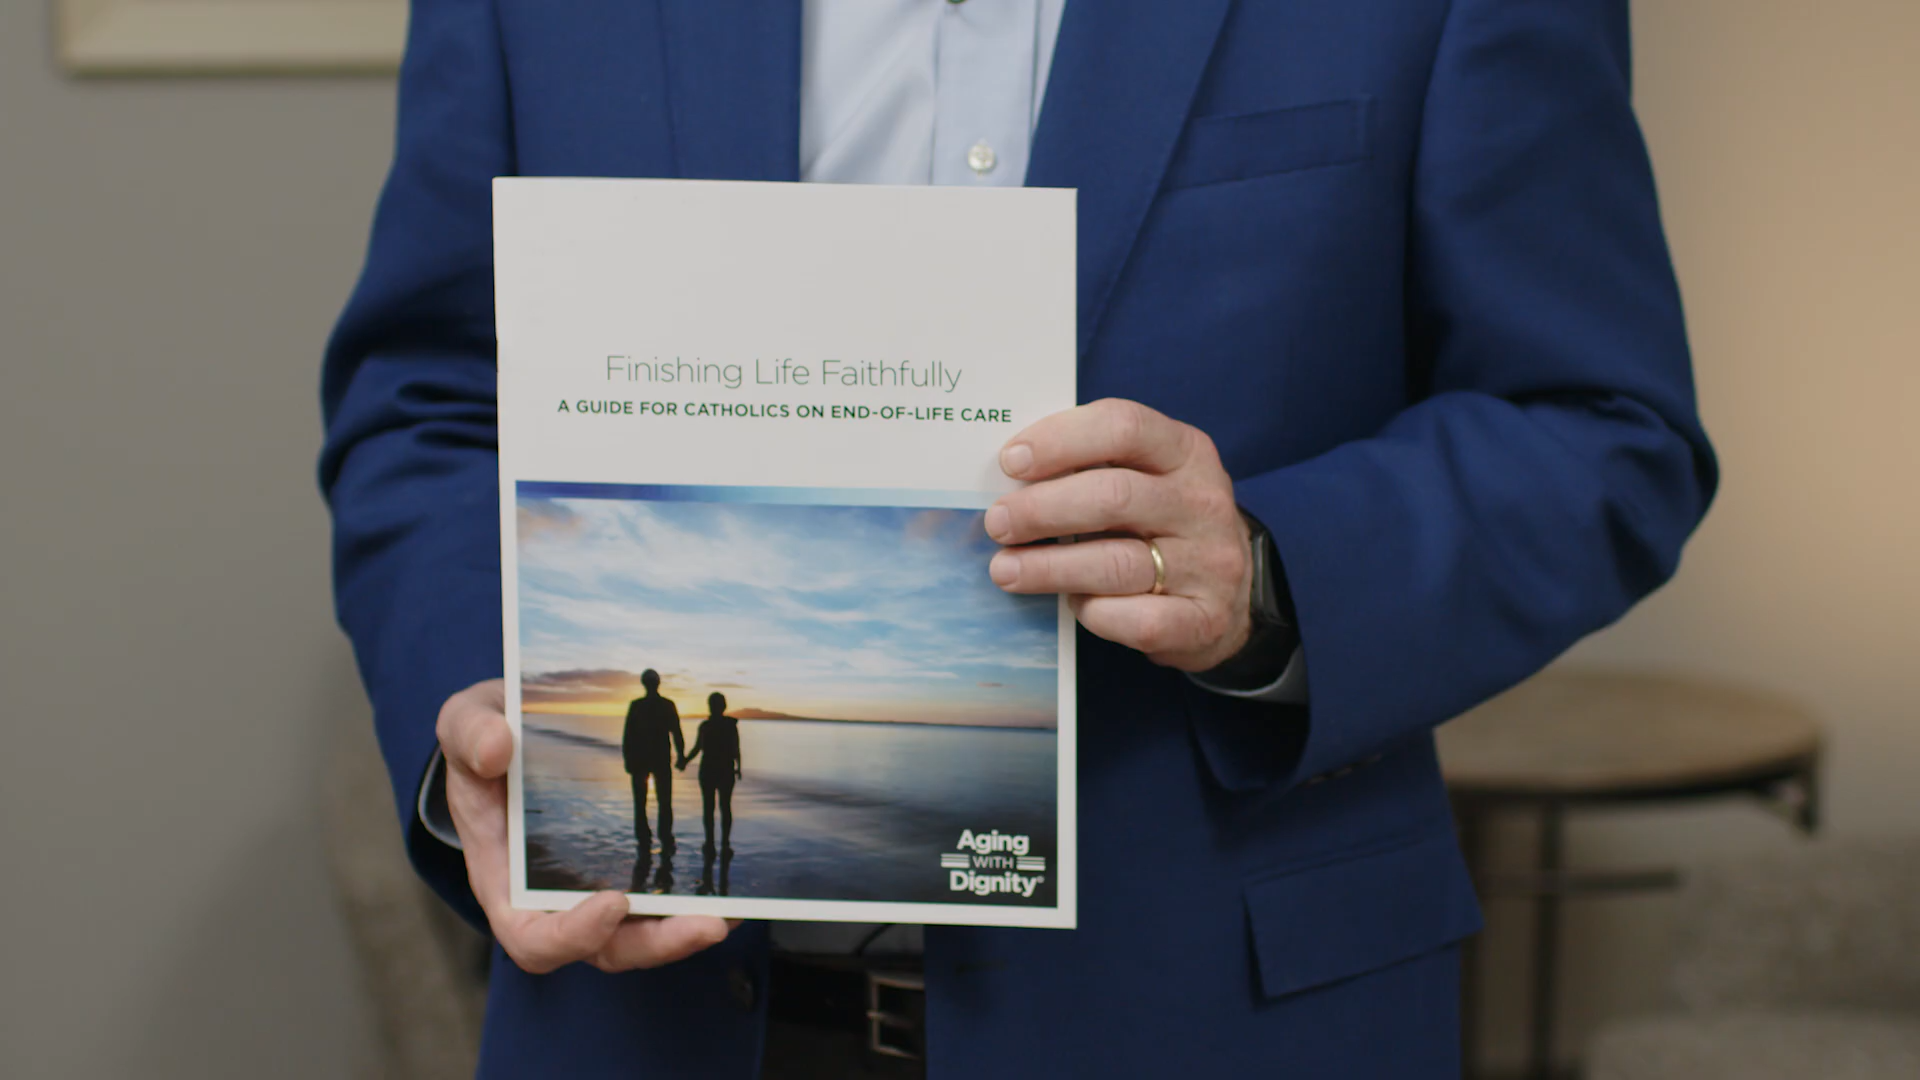 Finishing Life Faithfully
A GUIDE FOR CATHOLICS ON END-OF-LIFE CARE
Aging
WITH
Dignity®